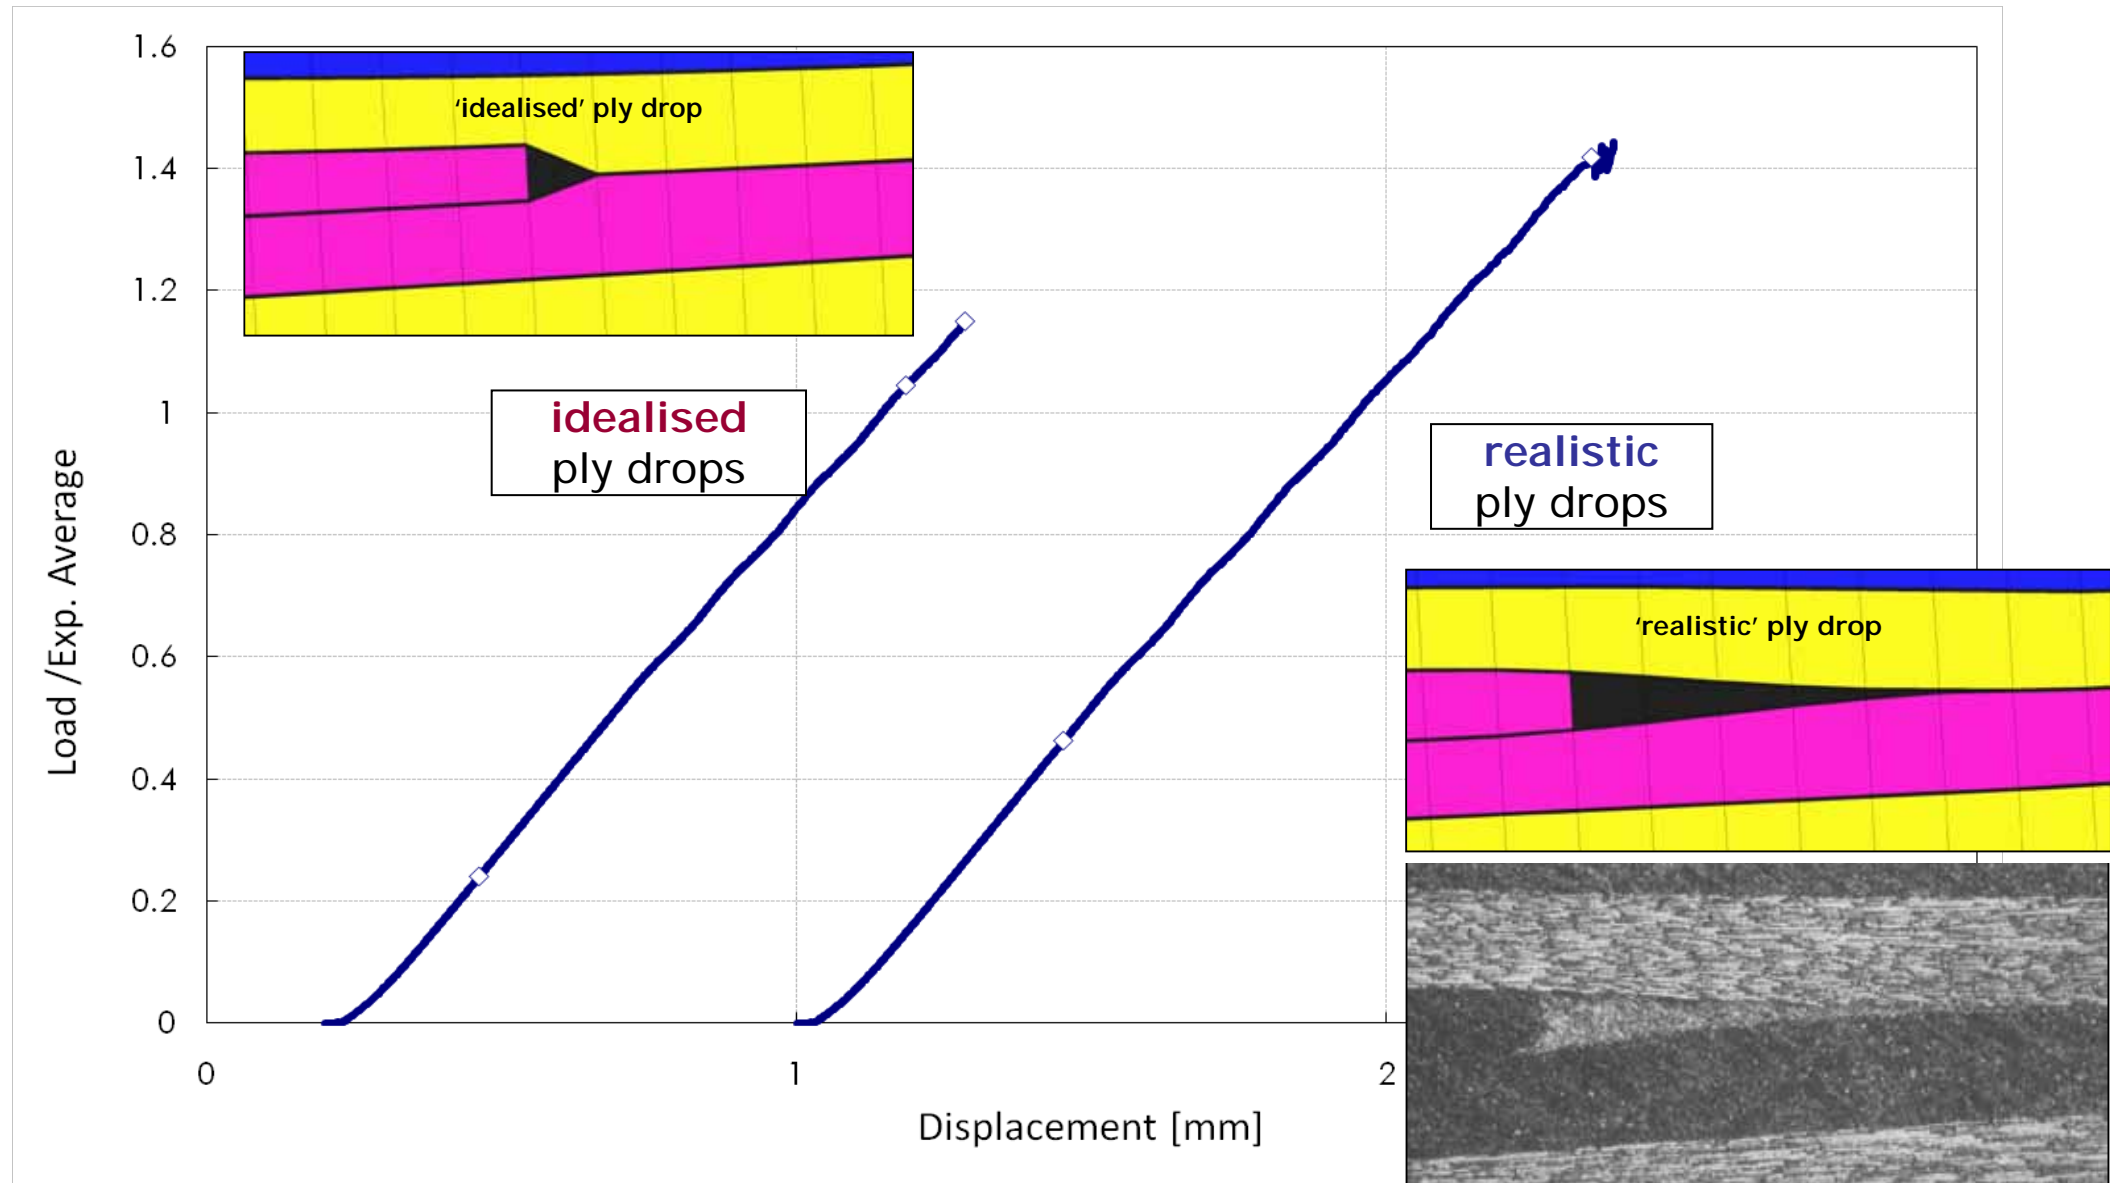 1.6
1.4
1.2
1
0.8
0.6
0.4
0.2
0
0
1
2
Load /Exp. Average
Displacement [mm]
‘idealised’ ply drop
idealised
ply drops
realistic
ply drops
‘realistic’ ply drop